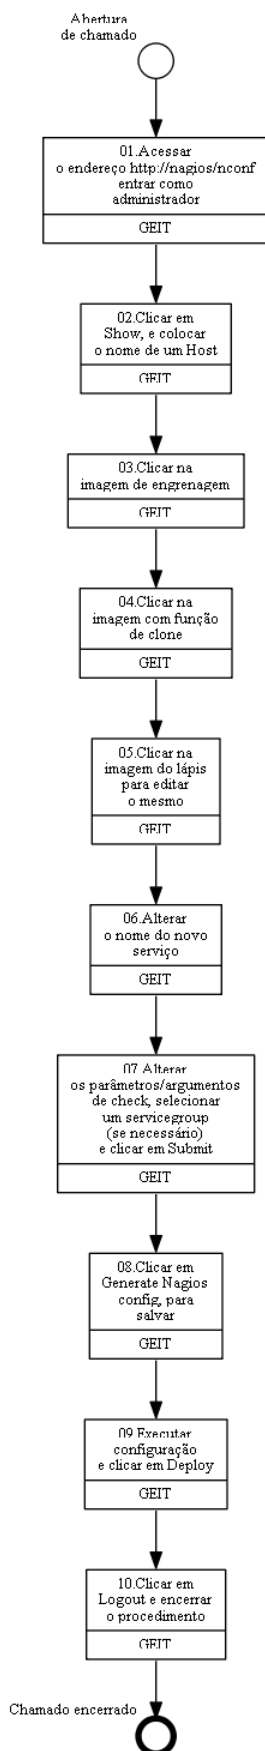 Abertura
de chamado
01.Acessar
o endereço http://nagios/nconf
entrar como
administrador
GEIT
02.Clicar em
Show, e colocar
o nome de um Host
GEIT
03.Clicar na
imagem de engrenagem
GEIT
04.Clicar na
imagem com função
de clone
GEIT
05.Clicar na
imagem do lápis
para editar
o mesmo
GEIT
06.Alterar
o nome do novo
serviço
GEIT
07.Alterar
os parâmetros/argumentos
de check, selecionar
um servicegroup
(se necessário)
e clicar em Submit
GEIT
08.Clicar em
Generate Nagios
config, para
salvar
GEIT
09.Executar
configuração
e clicar em Deploy
GEIT
10.Clicar em
Logout e encerrar
o procedimento
GEIT
Chamado encerrado